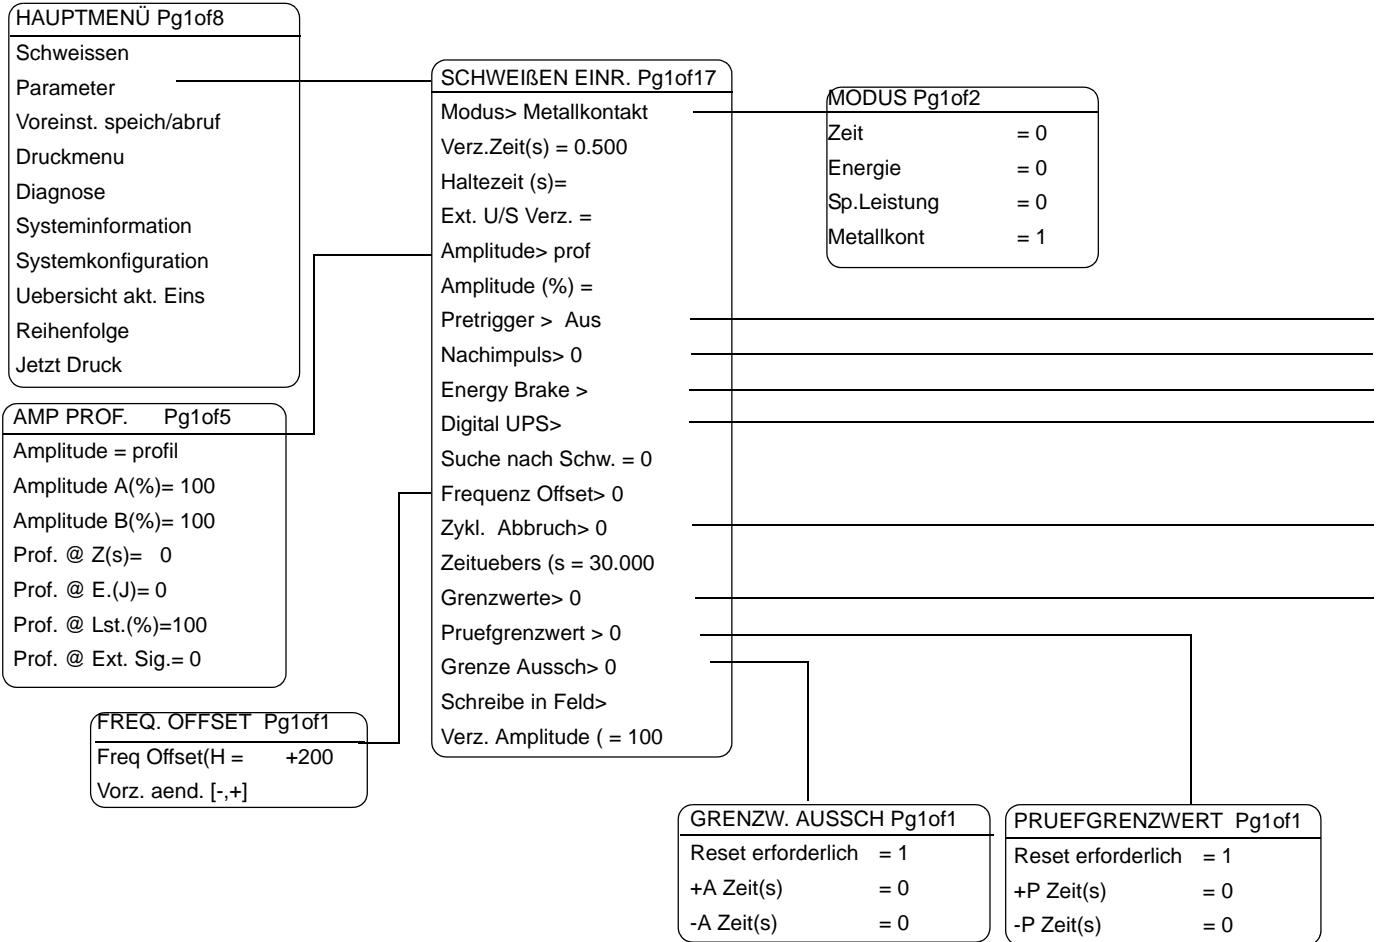 HAUPTMENÜ Pg1of8
Schweissen
Parameter
Voreinst. speich/abruf
Druckmenu
Diagnose
Systeminformation
Systemkonfiguration
Uebersicht akt. Eins
Reihenfolge
Jetzt Druck
AMP PROF. Pg1of5
Amplitude = profil
Amplitude A(%)= 100
Amplitude B(%)= 100
Prof. @ Z(s)= 0
Prof. @ E.(J)= 0
Prof. @ Lst.(%)=100
Prof. @ Ext. Sig.= 0
FREQ. OFFSET Pg1of1
Freq Offset(H = +200
Vorz. aend. [-,+]
SCHWEIßEN EINR. Pg1of17
Modus> Metallkontakt
Verz.Zeit(s) = 0.500
Haltezeit (s)=
Ext. U/S Verz. =
Amplitude> prof
Amplitude (%) =
Pretrigger > Aus
Nachimpuls> 0
Energy Brake >
Digital UPS>
Suche nach Schw. = 0
Frequenz Offset> 0
Zykl. Abbruch> 0
Zeituebers (s = 30.000
Grenzwerte> 0
Pruefgrenzwert > 0
Grenze Aussch> 0
Schreibe in Feld>
Verz. Amplitude ( = 100
MODUS Pg1of2
Zeit = 0
Energie = 0
Sp.Leistung = 0
Metallkont = 1
GRENZW. AUSSCH Pg1of1
Reset erforderlich = 1
+A Zeit(s) = 0
-A Zeit(s) = 0
PRUEFGRENZWERT Pg1of1
Reset erforderlich = 1
+P Zeit(s) = 0
-P Zeit(s) = 0